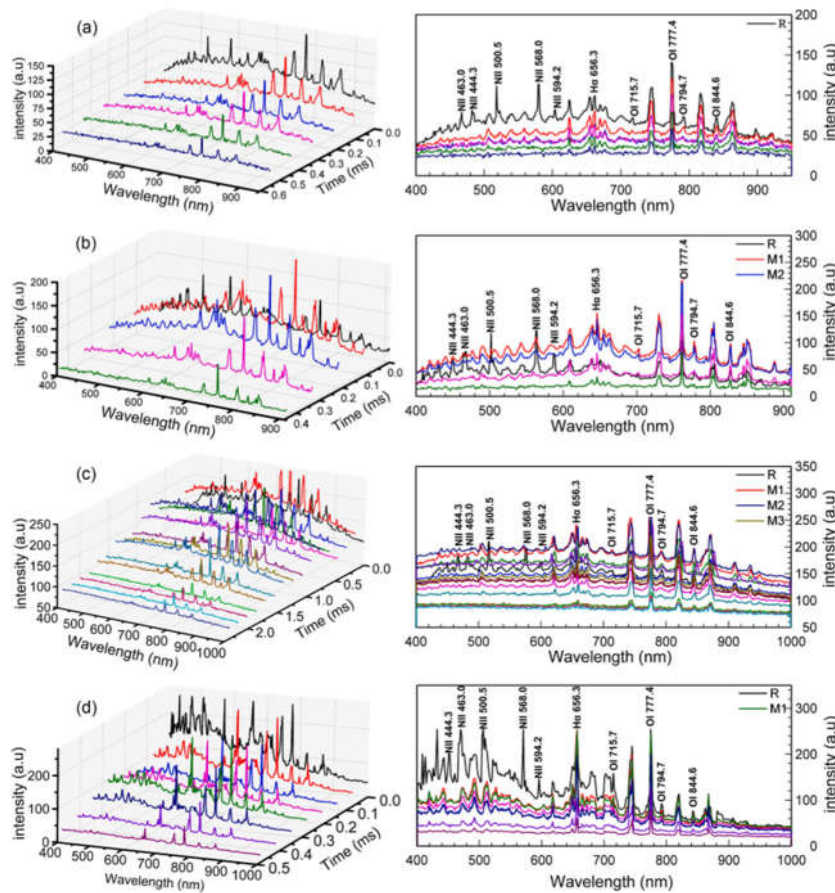 (a)
intensity (a.u)
150
125
100
75
50
25
0
400
500
600
700
800
900
Wavelength (nm)
0.6
0.5
0.4
0.3
0.2
0.1
0.0
Time (ms)
NII 463.0
NII 444.3
NII 500.5
NII 568.0
NII 594.2
Hα 656.3
OI 715.7
OI 777.4
OI 794.7
OI 844.6
R
200
150
100
50
0
intensity (a.u)
400
500
600
700
800
900
Wavelength (nm)
(b)
intensity (a.u)
200
150
100
50
0
400
500
600
700
800
900
Wavelength (nm)
0.4
0.3
0.2
0.1
0.0
Time (ms)
NII 444.3
NII 463.0
NII 500.5
NII 568.0
NII 594.2
Hα 656.3
OI 715.7
OI 777.4
OI 794.7
OI 844.6
R
M1
M2
300
250
200
150
100
50
0
intensity (a.u)
400
500
600
700
800
900
Wavelength (nm)
(c)
intensity (a.u)
250
200
150
100
50
400
500
600
700
800
900
1000
Wavelength (nm)
2.0
1.5
1.0
0.5
0.0
Time (ms)
NII 444.3
NII 463.0
NII 500.5
NII 568.0
NII 594.2
Hα 656.3
OI 715.7
OI 777.4
OI 794.7
OI 844.6
R
M1
M2
M3
350
300
250
200
150
100
50
intensity (a.u)
400
500
600
700
800
900
1000
Wavelength (nm)
(d)
intensity (a.u)
200
100
0
400
500
600
700
800
900
1000
Wavelength (nm)
0.5
0.4
0.3
0.2
0.1
0.0
Time (ms)
NII 444.3
NII 463.0
NII 500.5
NII 568.0
NII 594.2
Hα 656.3
OI 715.7
OI 777.4
OI 794.7
OI 844.6
R
M1
300
200
100
0
intensity (a.u)
400
500
600
700
800
900
1000
Wavelength (nm)